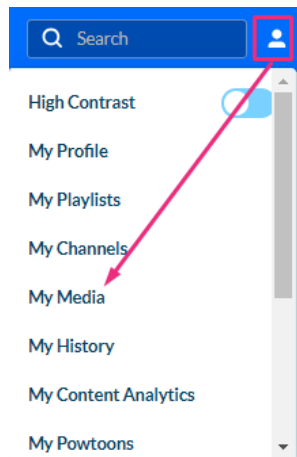 Search
High Contrast
My Profile
My Playlists
My Channels
My Media
My History
My Content Analytics
My Powtoons